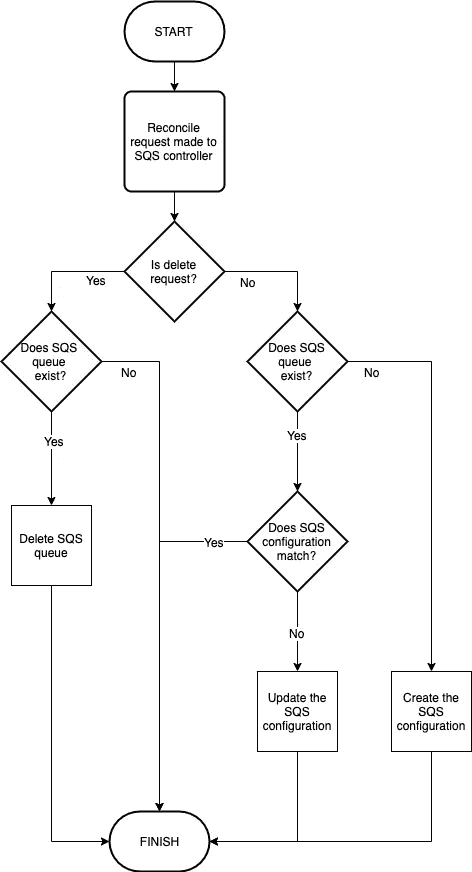 START
Reconcile
request made to
SQS controller
Is delete
request?
Yes
No
Does SQS
queue
exist?
No
Does SQS
queue
exist?
No
Yes
Yes
Delete SQS
queue
Does SQS
configuration
match?
Yes
No
Update the
SQS
configuration
Create the
SQS
configuration
FINISH